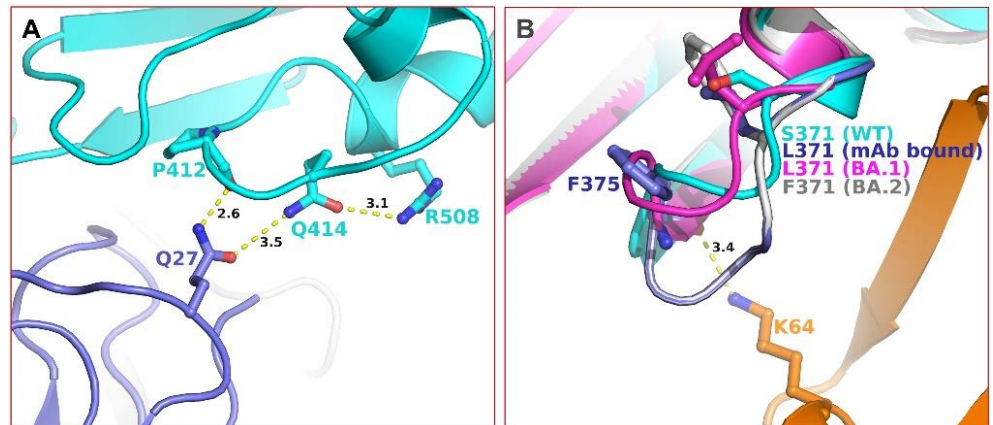 A
P412
2.6
Q414
3.1
R508
3.5
Q27
B
S371 (WT)
L371 (mAb bound)
L371 (BA.1)
F371 (BA.2)
F375
3.4
K64